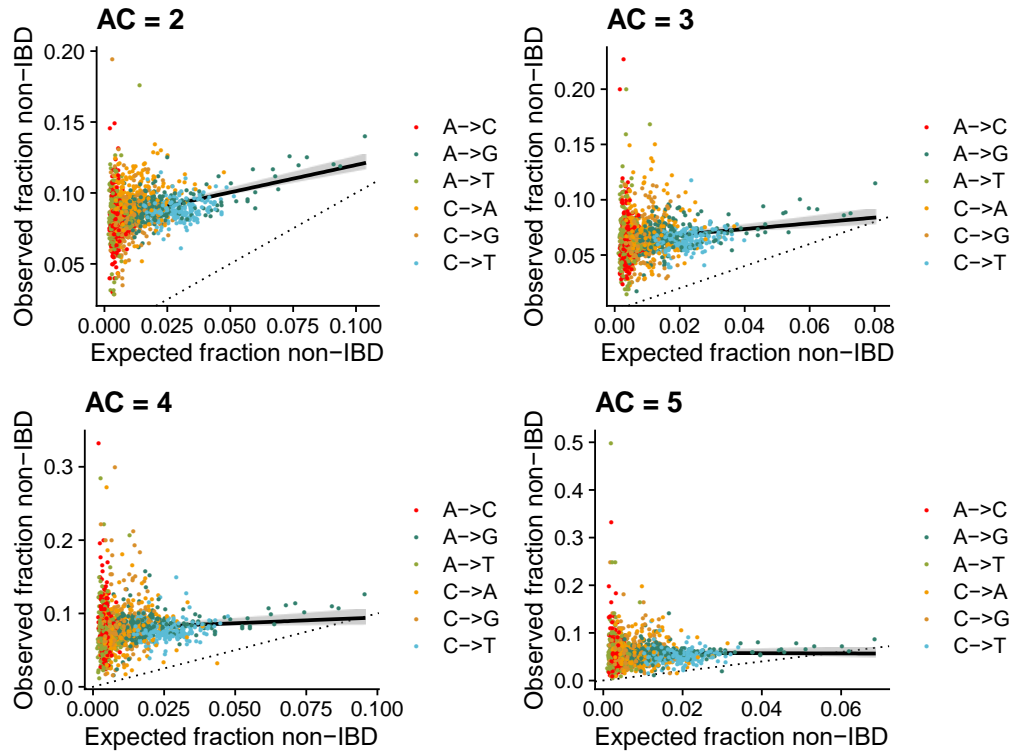 AC = 2
Observed fraction non−IBD
0.20
0.15
0.10
0.05
0.000 0.025 0.050 0.075 0.100
Expected fraction non−IBD
A−>C
A−>G
A−>T
C−>A
C−>G
C−>T
AC = 3
Observed fraction non−IBD
0.20
0.15
0.10
0.05
0.00 0.02 0.04 0.06 0.08
Expected fraction non−IBD
A−>C
A−>G
A−>T
C−>A
C−>G
C−>T
AC = 4
Observed fraction non−IBD
0.3
0.2
0.1
0.0
0.000 0.025 0.050 0.075 0.100
Expected fraction non−IBD
A−>C
A−>G
A−>T
C−>A
C−>G
C−>T
AC = 5
Observed fraction non−IBD
0.5
0.4
0.3
0.2
0.1
0.0
0.00 0.02 0.04 0.06
Expected fraction non−IBD
A−>C
A−>G
A−>T
C−>A
C−>G
C−>T